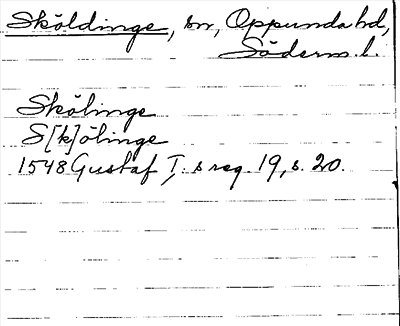 Sköldinge, sn, Oppunda hd,
Söderm. l.
Skölinge
S[k]ölinge
1548 Gustaf I:s reg. 19, s. 20.